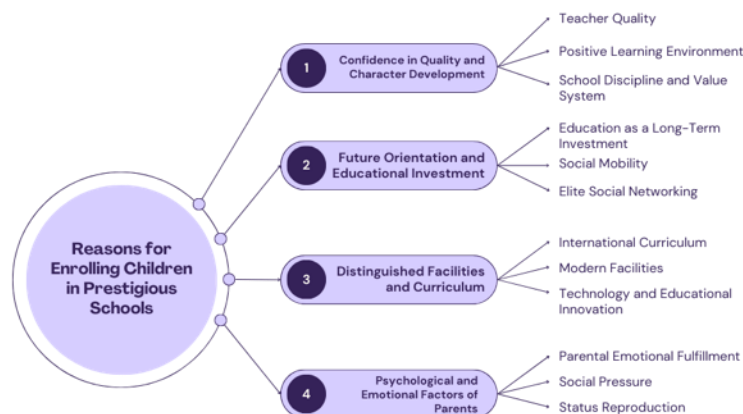 Reasons for
Enrolling Children
in Prestigious
Schools
1
Confidence in Quality and
Character Development
Teacher Quality
Positive Learning Environment
School Discipline and Value
System
2
Future Orientation and
Educational Investment
Education as a Long-Term
Investment
Social Mobility
Elite Social Networking
3
Distinguished Facilities
and Curriculum
International Curriculum
Modern Facilities
Technology and Educational
Innovation
4
Psychological and
Emotional Factors of
Parents
Parental Emotional Fulfillment
Social Pressure
Status Reproduction